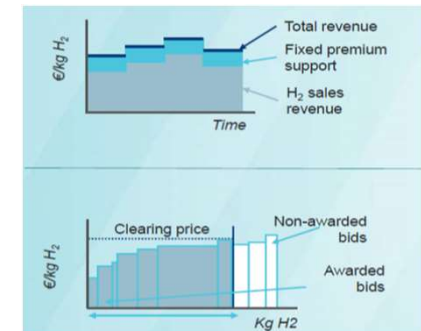 Total revenue
Fixed premium
support
€/kg H₂
H₂ sales
revenue
Time
Clearing price
Non-awarded
bids
€/kg H₂
Awarded
bids
Kg H2